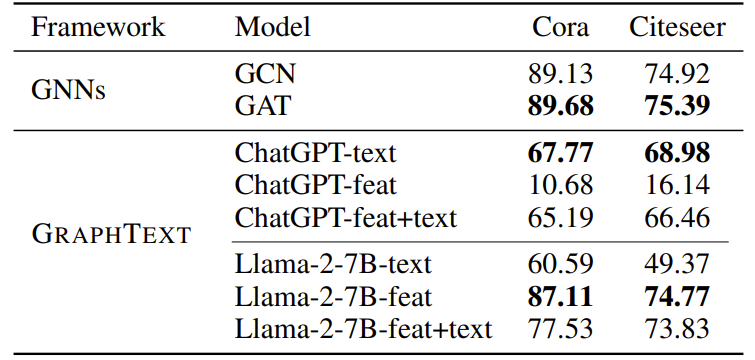 Framework Model Cora Citeseer
GNNs
GCN 89.13 74.92
GAT 89.68 75.39
GRAPHTEXT
ChatGPT-text 67.77 68.98
ChatGPT-feat 10.68 16.14
ChatGPT-feat+text 65.19 66.46
Llama-2-7B-text 60.59 49.37
Llama-2-7B-feat 87.11 74.77
Llama-2-7B-feat+text 77.53 73.83